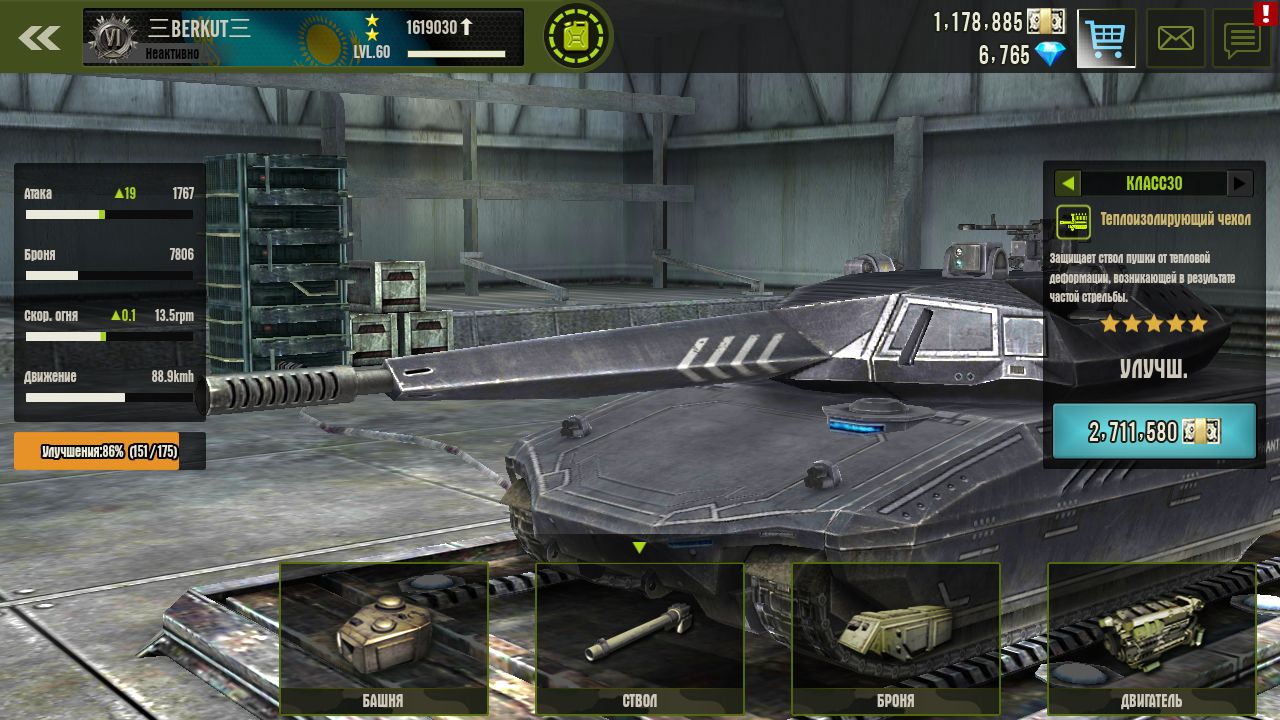 VI
三BERKUT三
Неактивно
LVL.60
1619030
1,178,885
6,765
!
Атака 19 1767
Броня 7806
Скор. огня 0.1 13.5rpm
Движение 88.9kmh
Улучшения:86% (151/175)
КЛАСС30
Теплоизолирующий чехол
Защищает ствол пушки от тепловой
деформации, возникающей в результате
частой стрельбы.
УЛУЧШ.
2,711,580
БАШНЯ
СТВОЛ
БРОНЯ
ДВИГАТЕЛЬ